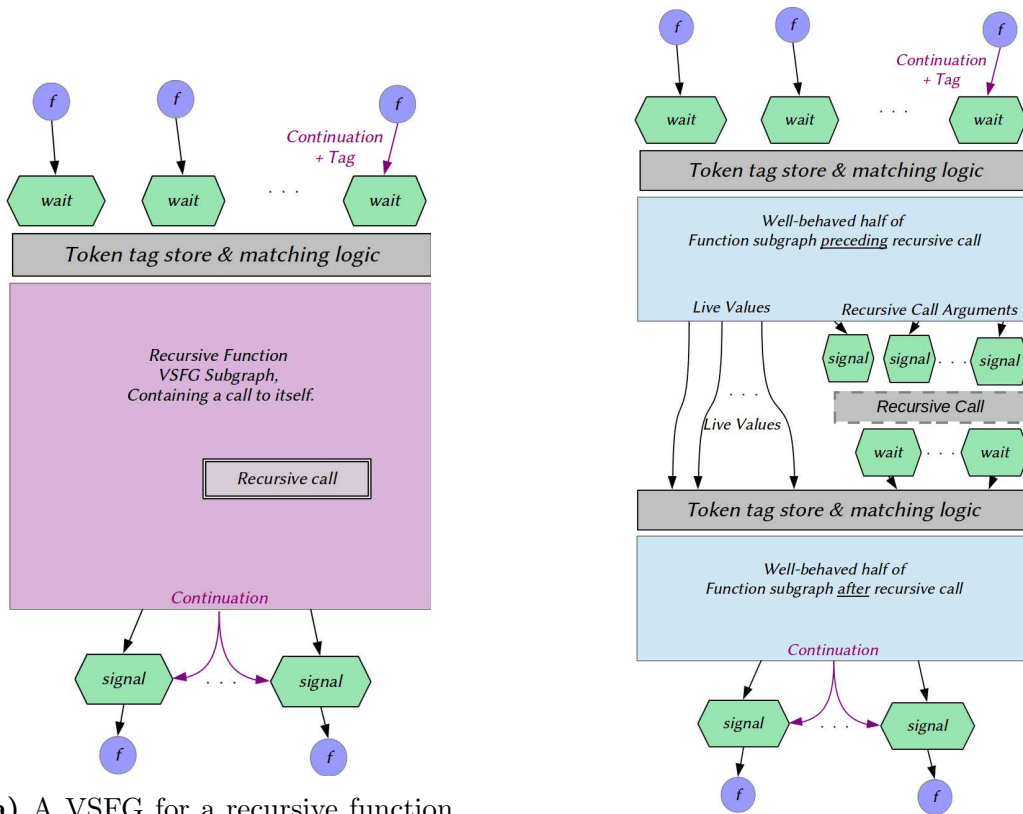 f
f
f
Continuation
+ Tag
wait
wait
. . .
wait
Token tag store & matching logic
Recursive Function
VSFG Subgraph,
Containing a call to itself.
Recursive call
Continuation
signal
. . .
signal
f
f
A VSFG for a recursive function
f
f
f
Continuation
+ Tag
wait
wait
. . .
wait
Token tag store & matching logic
Well-behaved half of
Function subgraph preceding recursive call
Live Values
Recursive Call Arguments
signal
signal
. . .
signal
. . .
Live Values
Recursive Call
wait
. . .
wait
Token tag store & matching logic
Well-behaved half of
Function subgraph after recursive call
Continuation
signal
. . .
signal
f
f